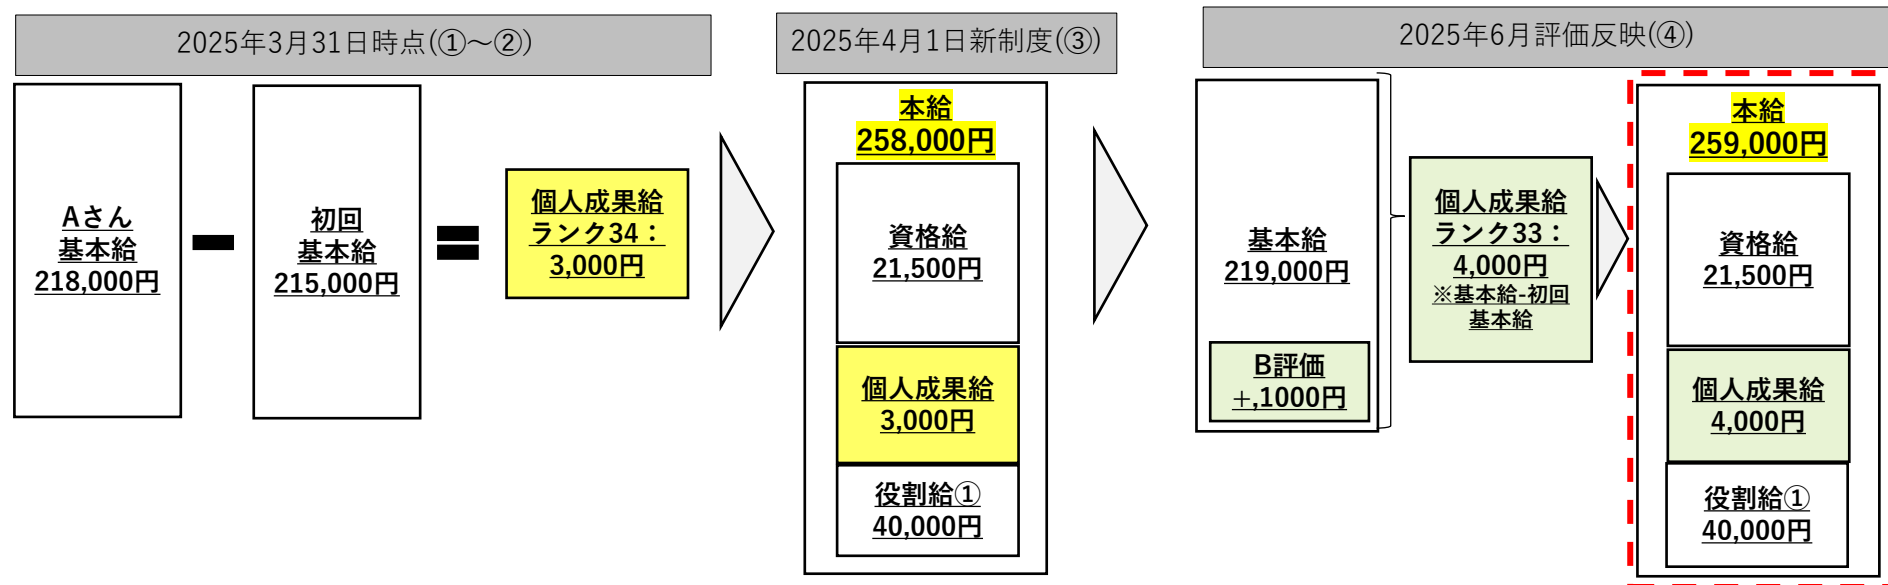 2025年3月31日時点(①～②)
Aさん
基本給
218,000円
初回
基本給
215,000円
個人成果給
ランク34：
3,000円
2025年4月1日新制度(③)
本給
258,000円
資格給
21,500円
個人成果給
3,000円
役割給①
40,000円
2025年6月評価反映(④)
基本給
219,000円
B評価
+,1000円
個人成果給
ランク33：
4,000円
※基本給-初回
基本給
本給
259,000円
資格給
21,500円
個人成果給
4,000円
役割給①
40,000円